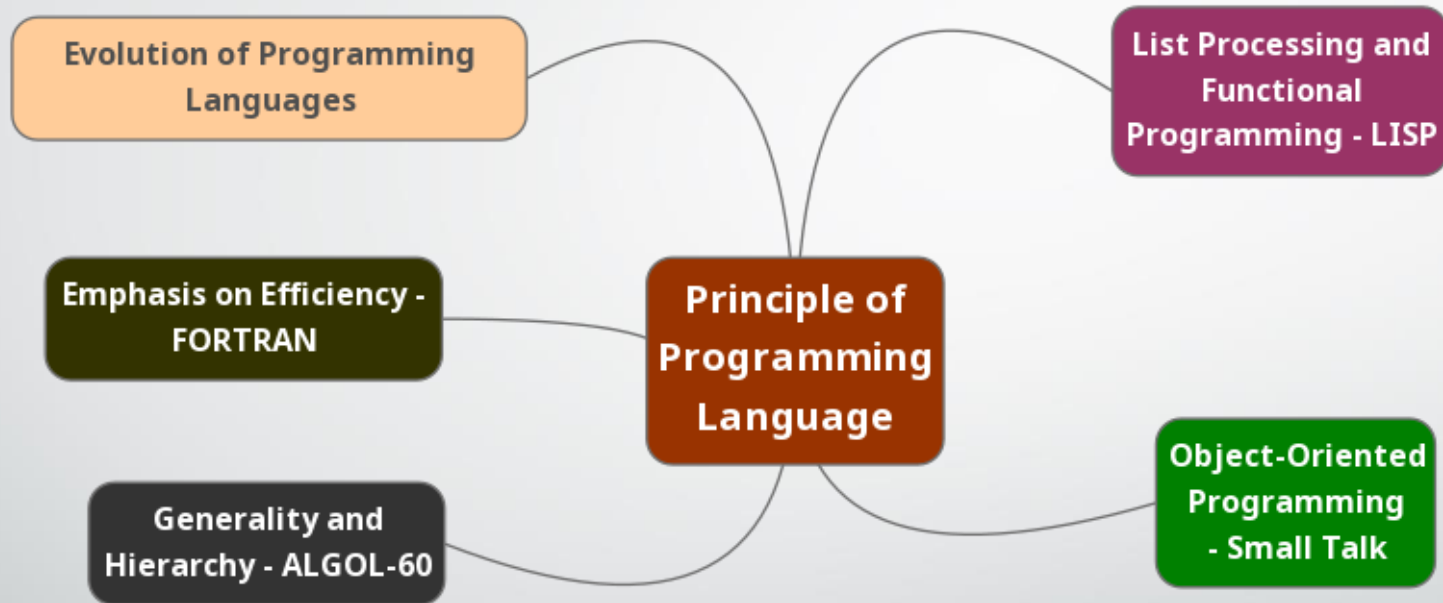 Evolution of Programming
Languages
Emphasis on Efficiency -
FORTRAN
Generality and
Hierarchy - ALGOL-60
Principle of
Programming
Language
List Processing and
Functional
Programming - LISP
Object-Oriented
Programming
- Small Talk